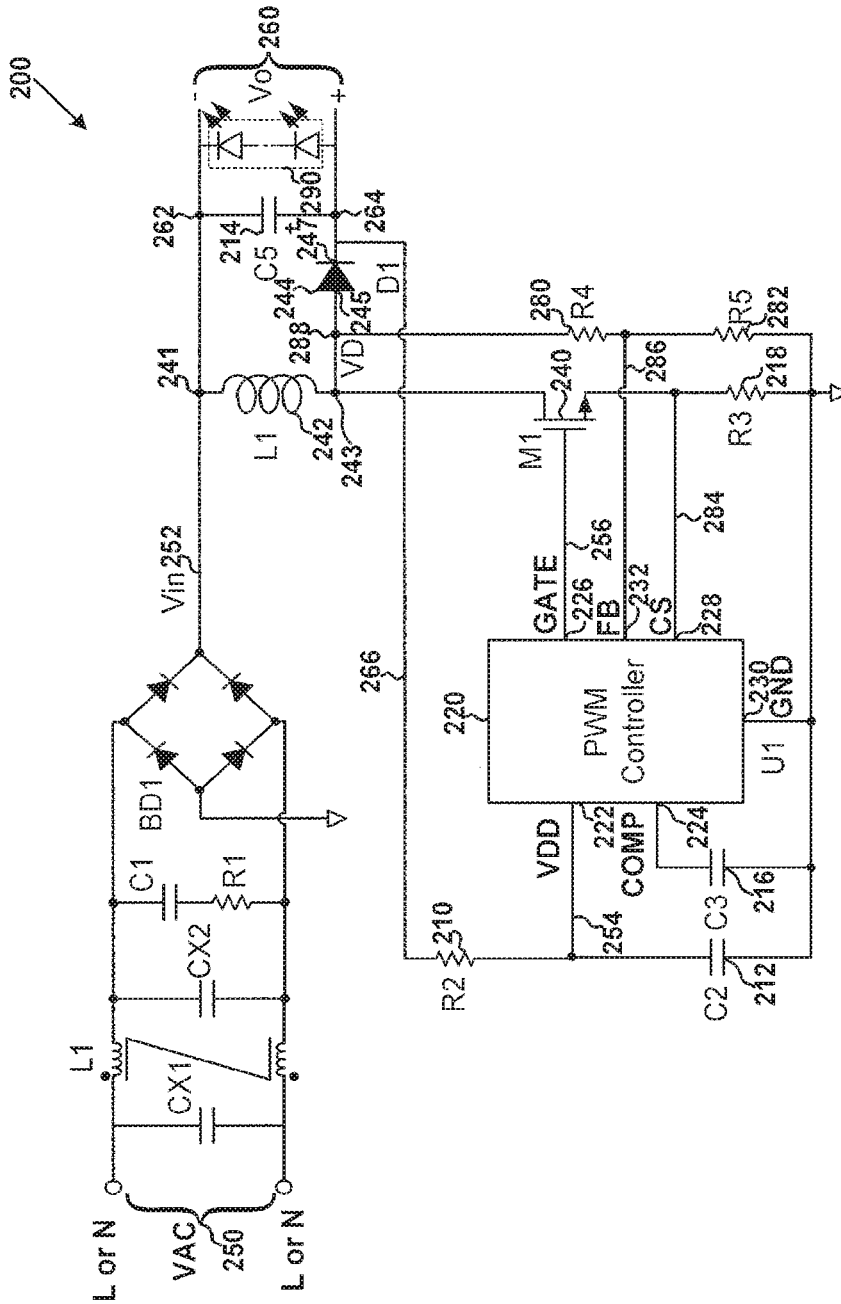 200
L or N
VAC
250
L or N
L1
CX1
CX2
C1
R1
BD1
Vin 252
241
L1
242
243
262
214
C5
+
244
247
245
D1
288
VD
264
290
-
Vo
+
260
266
R2
210
254
VDD
222
COMP
224
C3
216
C2
212
220
PWM
Controller
U1
230
GND
GATE
226
FB
232
CS
228
256
M1
240
286
284
280
R4
R5
282
218
R3